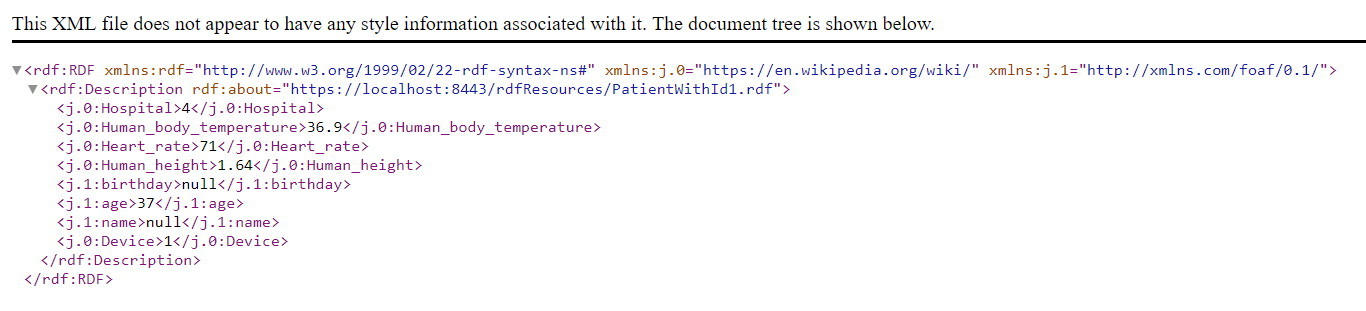 This XML file does not appear to have any style information associated with it. The document tree is shown below.
▼<rdf:RDF xmlns:rdf="http://www.w3.org/1999/02/22-rdf-syntax-ns#" xmlns:j.0="https://en.wikipedia.org/wiki/" xmlns:j.1="http://xmlns.com/foaf/0.1/">
▼<rdf:Description rdf:about="https://localhost:8443/rdfResources/PatientWithId1.rdf">
<j.0:Hospital>4</j.0:Hospital>
<j.0:Human_body_temperature>36.9</j.0:Human_body_temperature>
<j.0:Heart_rate>71</j.0:Heart_rate>
<j.0:Human_height>1.64</j.0:Human_height>
<j.1:birthday>null</j.1:birthday>
<j.1:age>37</j.1:age>
<j.1:name>null</j.1:name>
<j.0:Device>1</j.0:Device>
</rdf:Description>
</rdf:RDF>